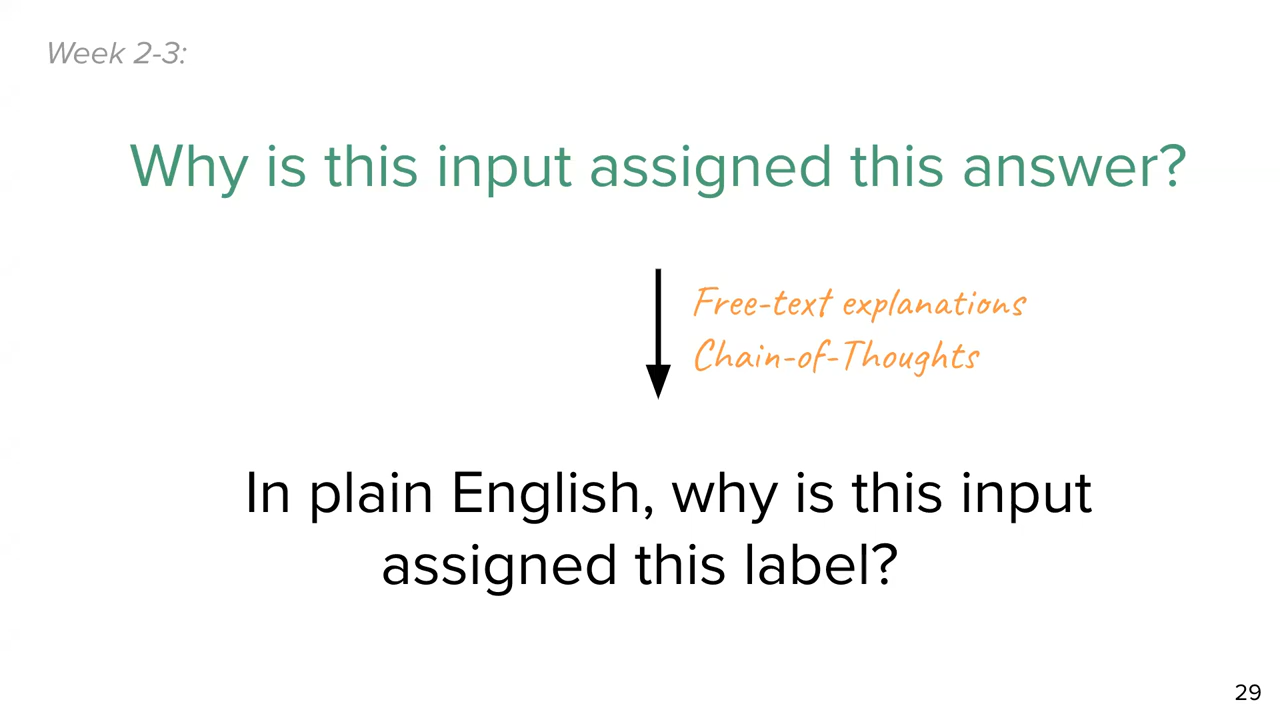 Week 2-3:
Why is this input assigned this answer?
Free-text explanations
Chain-of-Thoughts
In plain English, why is this input
assigned this label?
29